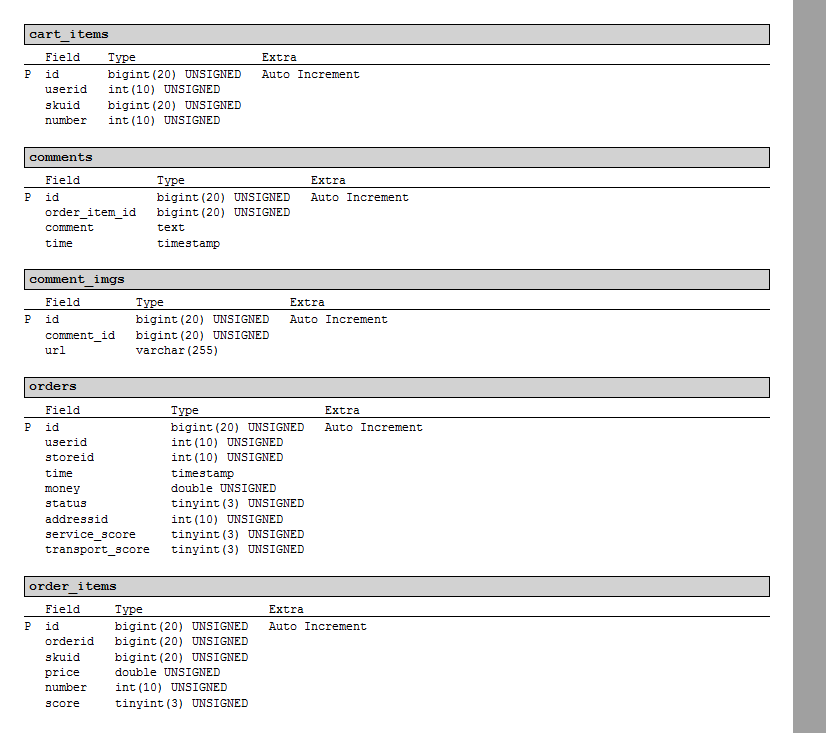 cart_items
Field Type Extra
P id bigint(20) UNSIGNED Auto Increment
userid int(10) UNSIGNED
skuid bigint(20) UNSIGNED
number int(10) UNSIGNED
comments
Field Type Extra
P id bigint(20) UNSIGNED Auto Increment
order_item_id bigint(20) UNSIGNED
comment text
time timestamp
comment_imgs
Field Type Extra
P id bigint(20) UNSIGNED Auto Increment
comment_id bigint(20) UNSIGNED
url varchar(255)
orders
Field Type Extra
P id bigint(20) UNSIGNED Auto Increment
userid int(10) UNSIGNED
storeid int(10) UNSIGNED
time timestamp
money double UNSIGNED
status tinyint(3) UNSIGNED
addressid int(10) UNSIGNED
service_score tinyint(3) UNSIGNED
transport_score tinyint(3) UNSIGNED
order_items
Field Type Extra
P id bigint(20) UNSIGNED Auto Increment
orderid bigint(20) UNSIGNED
skuid bigint(20) UNSIGNED
price double UNSIGNED
number int(10) UNSIGNED
score tinyint(3) UNSIGNED